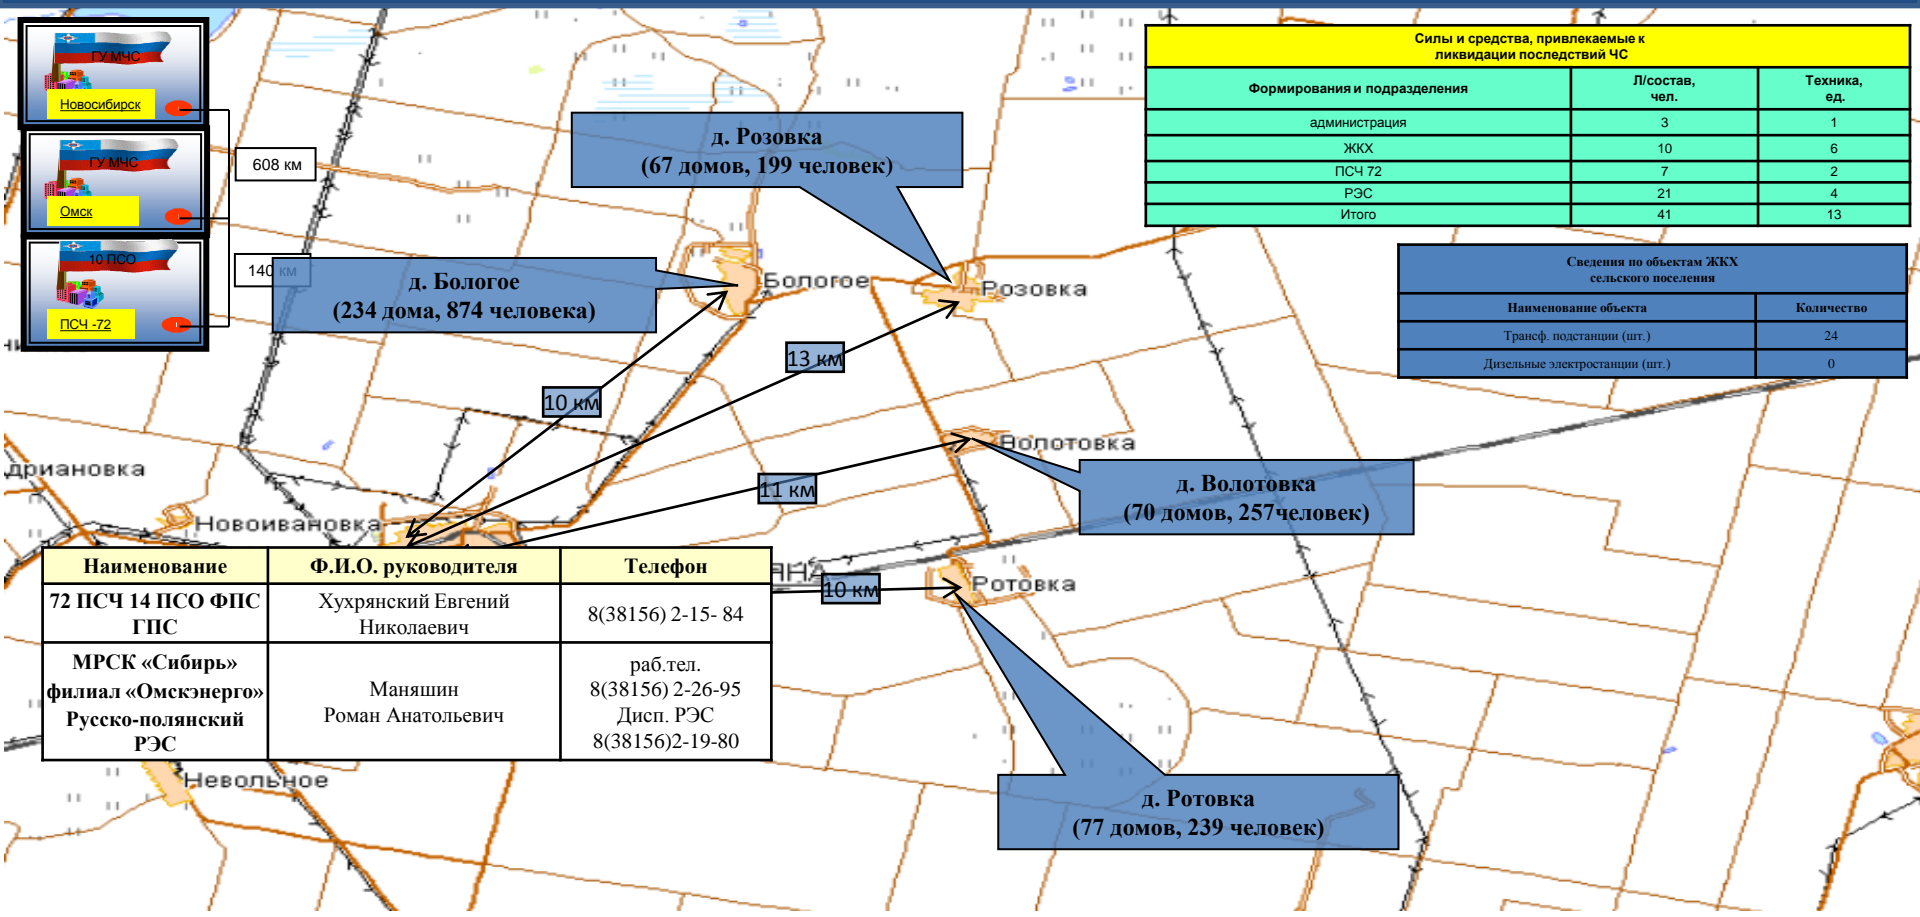 ГУ МЧС
Новосибирск
ГУ МЧС
Омск
10 ПСО
ПСЧ -72
608 км
140 км
д. Розовка
(67 домов, 199 человек)
д. Бологое
(234 дома, 874 человека)
Силы и средства, привлекаемые к
ликвидации последствий ЧС
Формирования и подразделения Л/состав, чел. Техника, ед.
администрация 3 1
ЖКХ 10 6
ПСЧ 72 7 2
РЭС 21 4
Итого 41 13
Сведения по объектам ЖКХ
сельского поселения
Наименование объекта Количество
Трансф. подстанции (шт.) 24
Дизельные электростанции (шт.) 0
Бологое
Розовка
13 км
10 км
Волотовка
11 км
д. Волотовка
(70 домов, 257человек)
дриановка
Новоивановка
ЯНА
10 км
Ротовка
Наименование Ф.И.О. руководителя Телефон
72 ПСЧ 14 ПСО ФПС
ГПС
Хухрянский Евгений
Николаевич
8(38156) 2-15- 84
МРСК «Сибирь»
филиал «Омскэнерго»
Русско-полянский
РЭС
Маняшин
Роман Анатольевич
раб.тел.
8(38156) 2-26-95
Дисп. РЭС
8(38156)2-19-80
Невольное
д. Ротовка
(77 домов, 239 человек)